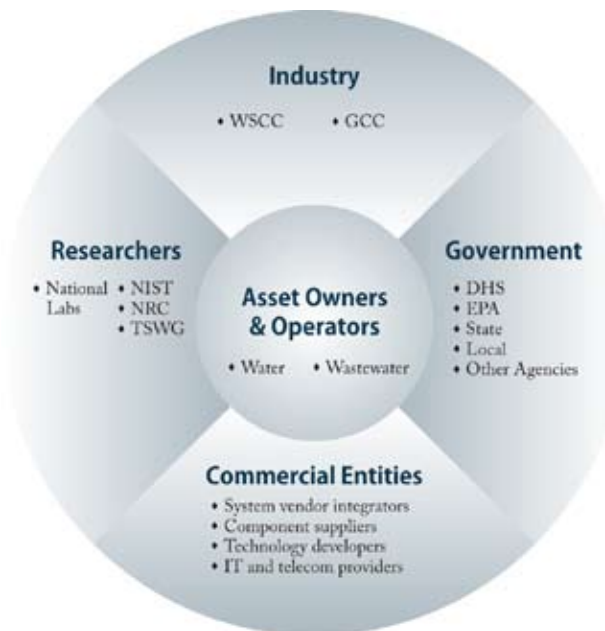 Industry
• WSCC • GCC
Researchers
• National Labs
• NIST
• NRC
• TSWG
Asset Owners
& Operators
• Water • Wastewater
Government
• DHS
• EPA
• State
• Local
• Other Agencies
Commercial Entities
• System vendor integrators
• Component suppliers
• Technology developers
• IT and telecom providers